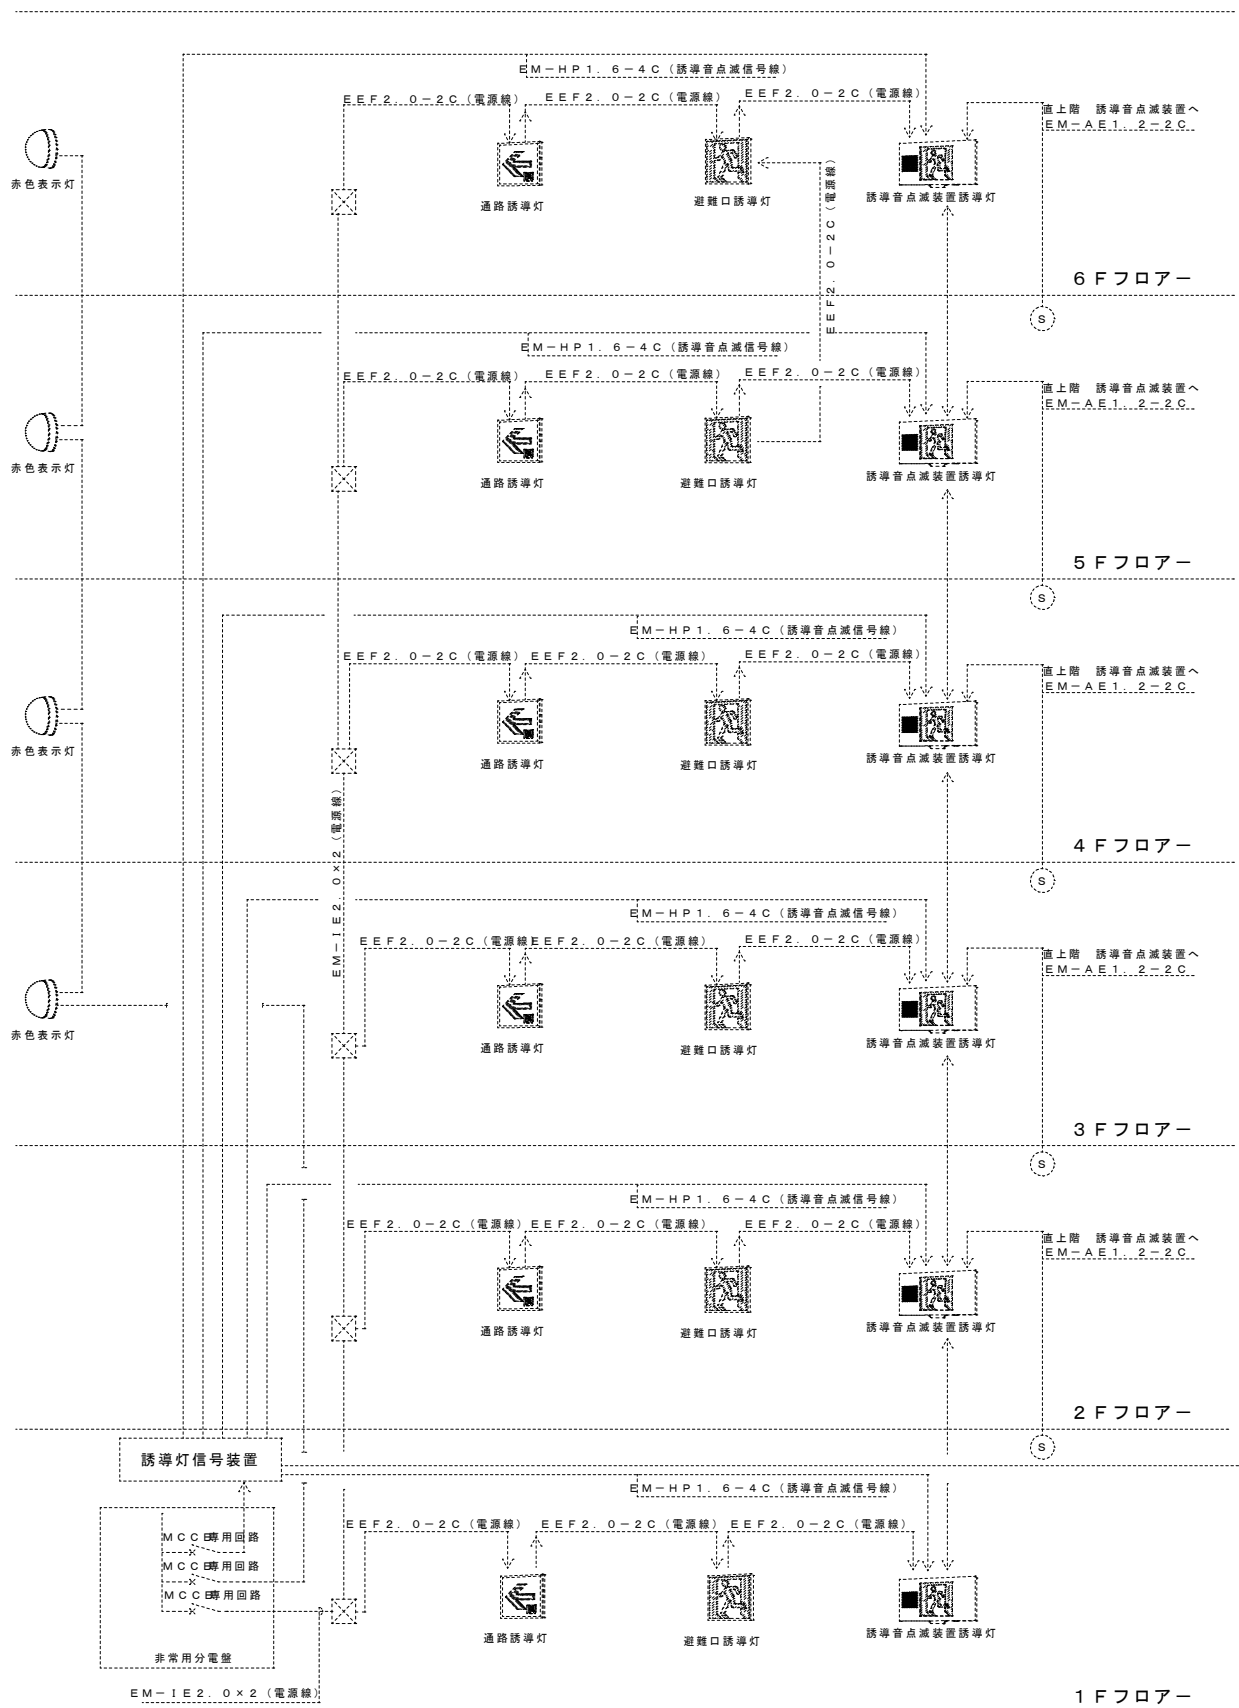 EM－HP1．6－4C（誘導音点滅信号線）
EEF2．0－2C（電源線）
EEF2．0－2C（電源線）
EEF2．0－2C（電源線）
直上階　誘導音点滅装置へ
EM－AE1．2－2C
赤色表示灯
通路誘導灯
避難口誘導灯
誘導音点滅装置誘導灯
EEF2．0－2C（電源線）
6Fフロアー
S
EM－HP1．6－4C（誘導音点滅信号線）
EEF2．0－2C（電源線）
EEF2．0－2C（電源線）
EEF2．0－2C（電源線）
直上階　誘導音点滅装置へ
EM－AE1．2－2C
赤色表示灯
通路誘導灯
避難口誘導灯
誘導音点滅装置誘導灯
5Fフロアー
S
EM－HP1．6－4C（誘導音点滅信号線）
EEF2．0－2C（電源線）
EEF2．0－2C（電源線）
EEF2．0－2C（電源線）
直上階　誘導音点滅装置へ
EM－AE1．2－2C
赤色表示灯
通路誘導灯
避難口誘導灯
誘導音点滅装置誘導灯
EM－IE2．0×2（電源線）
4Fフロアー
S
EM－HP1．6－4C（誘導音点滅信号線）
EEF2．0－2C（電源線）
EEF2．0－2C（電源線）
EEF2．0－2C（電源線）
直上階　誘導音点滅装置へ
EM－AE1．2－2C
赤色表示灯
通路誘導灯
避難口誘導灯
誘導音点滅装置誘導灯
3Fフロアー
S
EM－HP1．6－4C（誘導音点滅信号線）
EEF2．0－2C（電源線）
EEF2．0－2C（電源線）
EEF2．0－2C（電源線）
直上階　誘導音点滅装置へ
EM－AE1．2－2C
通路誘導灯
避難口誘導灯
誘導音点滅装置誘導灯
2Fフロアー
S
誘導灯信号装置
EM－HP1．6－4C（誘導音点滅信号線）
EEF2．0－2C（電源線）
EEF2．0－2C（電源線）
EEF2．0－2C（電源線）
MCCB専用回路
MCCB専用回路
MCCB専用回路
通路誘導灯
避難口誘導灯
誘導音点滅装置誘導灯
非常用分電盤
EM－IE2．0×2（電源線）
1Fフロアー